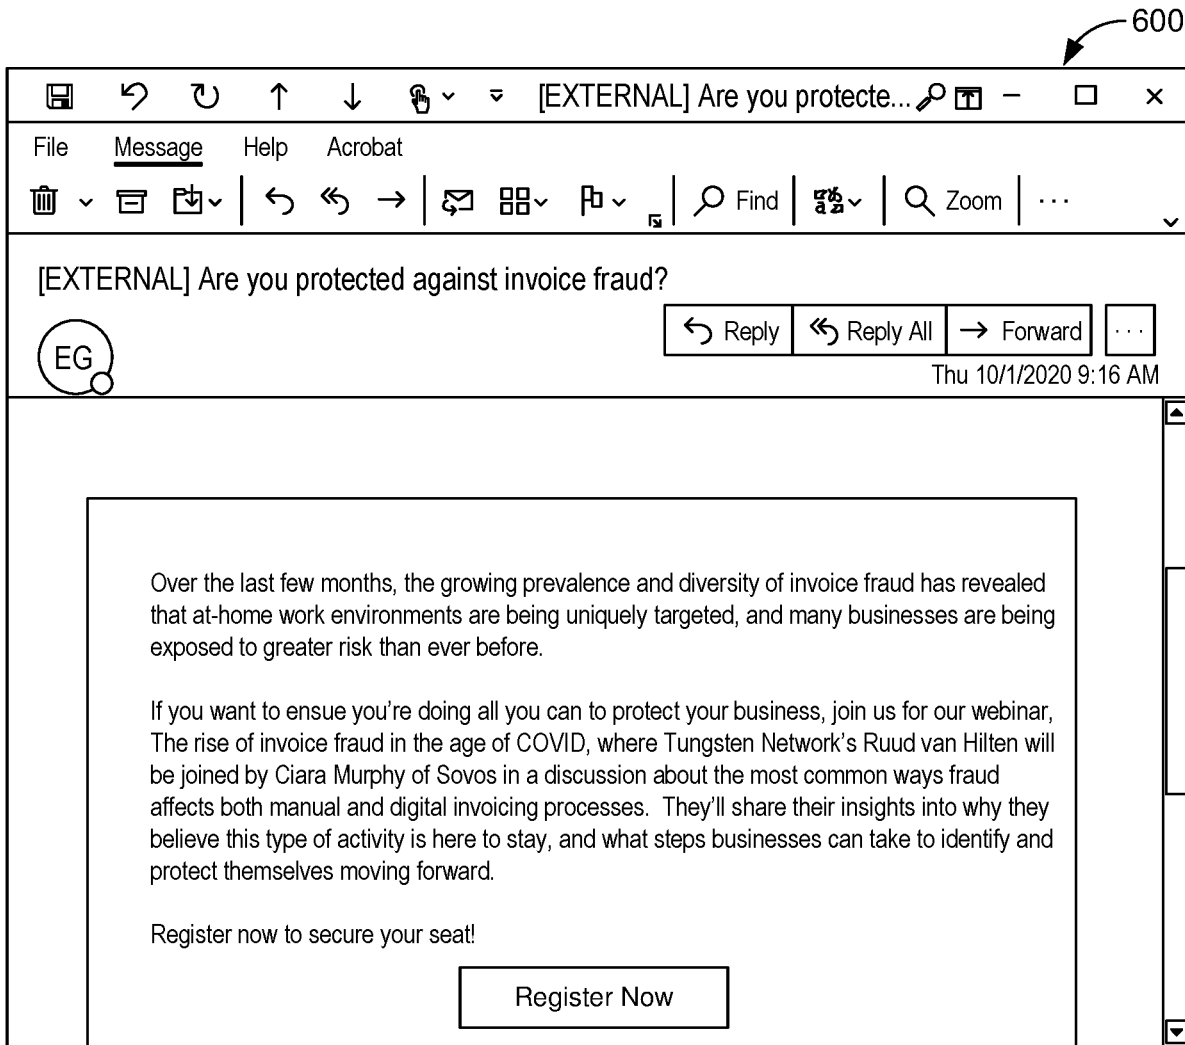 600
[EXTERNAL] Are you protecte...
File Message Help Acrobat
Find Zoom ...
[EXTERNAL] Are you protected against invoice fraud?
Reply Reply All Forward ...
EG
Thu 10/1/2020 9:16 AM
Over the last few months, the growing prevalence and diversity of invoice fraud has revealed
that at-home work environments are being uniquely targeted, and many businesses are being
exposed to greater risk than ever before.
If you want to ensue you're doing all you can to protect your business, join us for our webinar,
The rise of invoice fraud in the age of COVID, where Tungsten Network's Ruud van Hilten will
be joined by Ciara Murphy of Sovos in a discussion about the most common ways fraud
affects both manual and digital invoicing processes.  They'll share their insights into why they
believe this type of activity is here to stay, and what steps businesses can take to identify and
protect themselves moving forward.
Register now to secure your seat!
Register Now